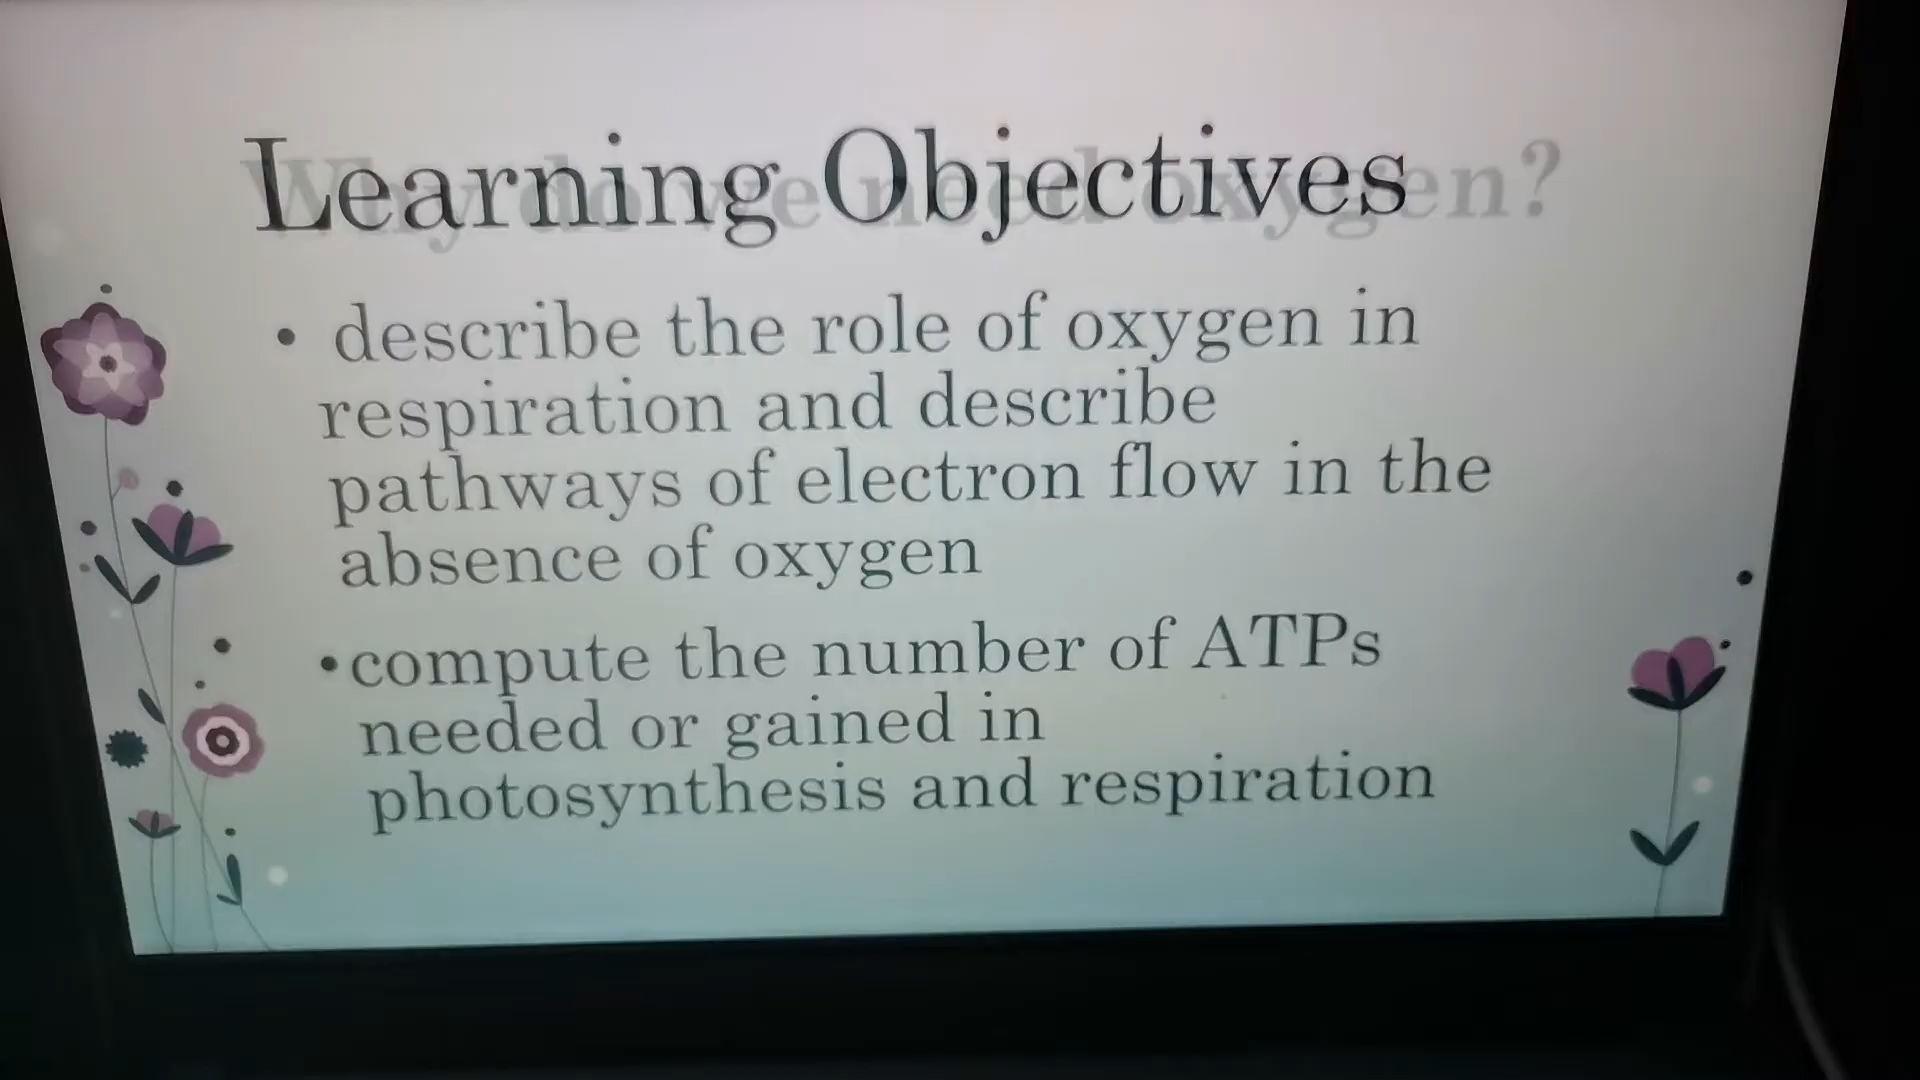 Learning Objectives
Why do we need oxygen?
• describe the role of oxygen in
respiration and describe
pathways of electron flow in the
absence of oxygen
•compute the number of ATPs
needed or gained in
photosynthesis and respiration